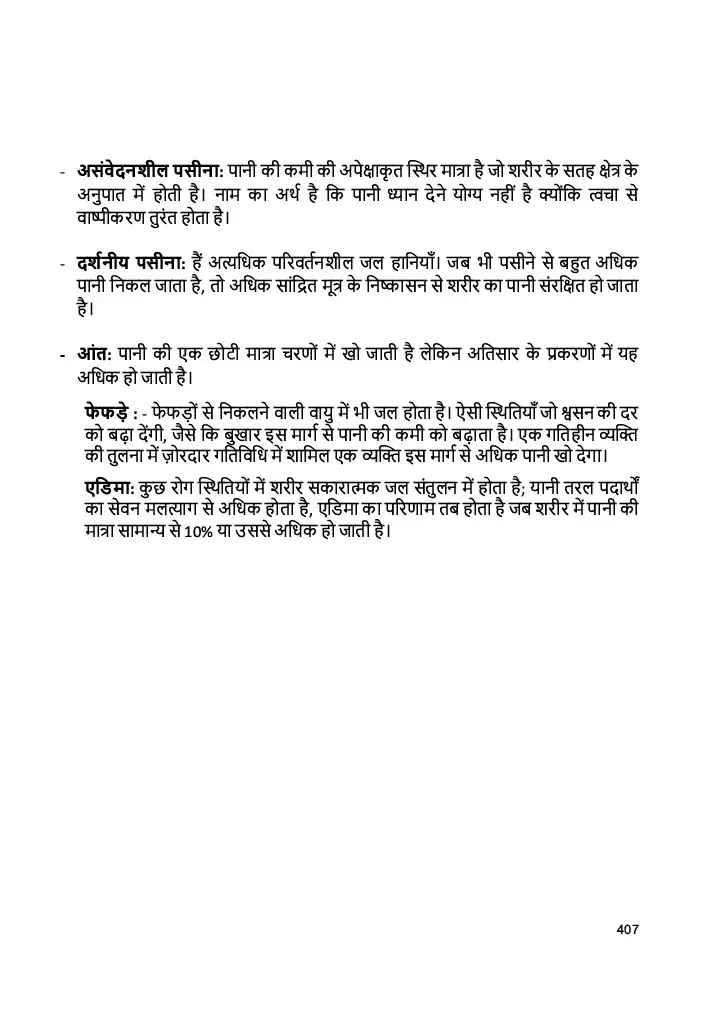 - असंवेदनशील पसीना: पानी की कमी की अपेक्षाकृत स्थिर मात्रा है जो शरीर के सतह क्षेत्र के
अनुपात में होती है। नाम का अर्थ है कि पानी ध्यान देने योग्य नहीं है क्योंकि त्वचा से
वाष्पीकरण तुरंत होता है।
- दर्शनीय पसीना: हैं अत्यधिक परिवर्तनशील जल हानियाँ। जब भी पसीने से बहुत अधिक
पानी निकल जाता है, तो अधिक सांद्रित मूत्र के निष्कासन से शरीर का पानी संरक्षित हो जाता
है।
- आंत: पानी की एक छोटी मात्रा चरणों में खो जाती है लेकिन अतिसार के प्रकरणों में यह
अधिक हो जाती है।
फेफड़े : - फेफड़ों से निकलने वाली वायु में भी जल होता है। ऐसी स्थितियाँ जो श्वसन की दर
को बढ़ा देंगी, जैसे कि बुखार इस मार्ग से पानी की कमी को बढ़ाता है। एक गतिहीन व्यक्ति
की तुलना में ज़ोरदार गतिविधि में शामिल एक व्यक्ति इस मार्ग से अधिक पानी खो देगा।
एडिमा: कुछ रोग स्थितियों में शरीर सकारात्मक जल संतुलन में होता है; यानी तरल पदार्थों
का सेवन मलत्याग से अधिक होता है, एडिमा का परिणाम तब होता है जब शरीर में पानी की
मात्रा सामान्य से 10% या उससे अधिक हो जाती है।
407